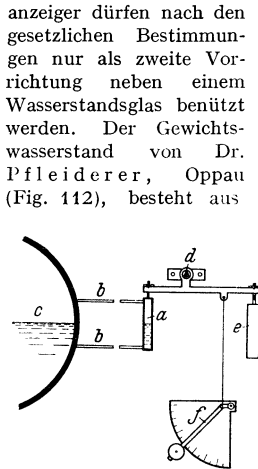 anzeiger dürfen nach den
gesetzlichen Bestimmun-
gen nur als zweite Vor-
richtung neben einem
Wasserstandsglas benützt
werden. Der Gewichts-
wasserstand von Dr.
Pfleiderer, Oppau
(Fig. 112), besteht aus
d
b
c
a
e
b
f